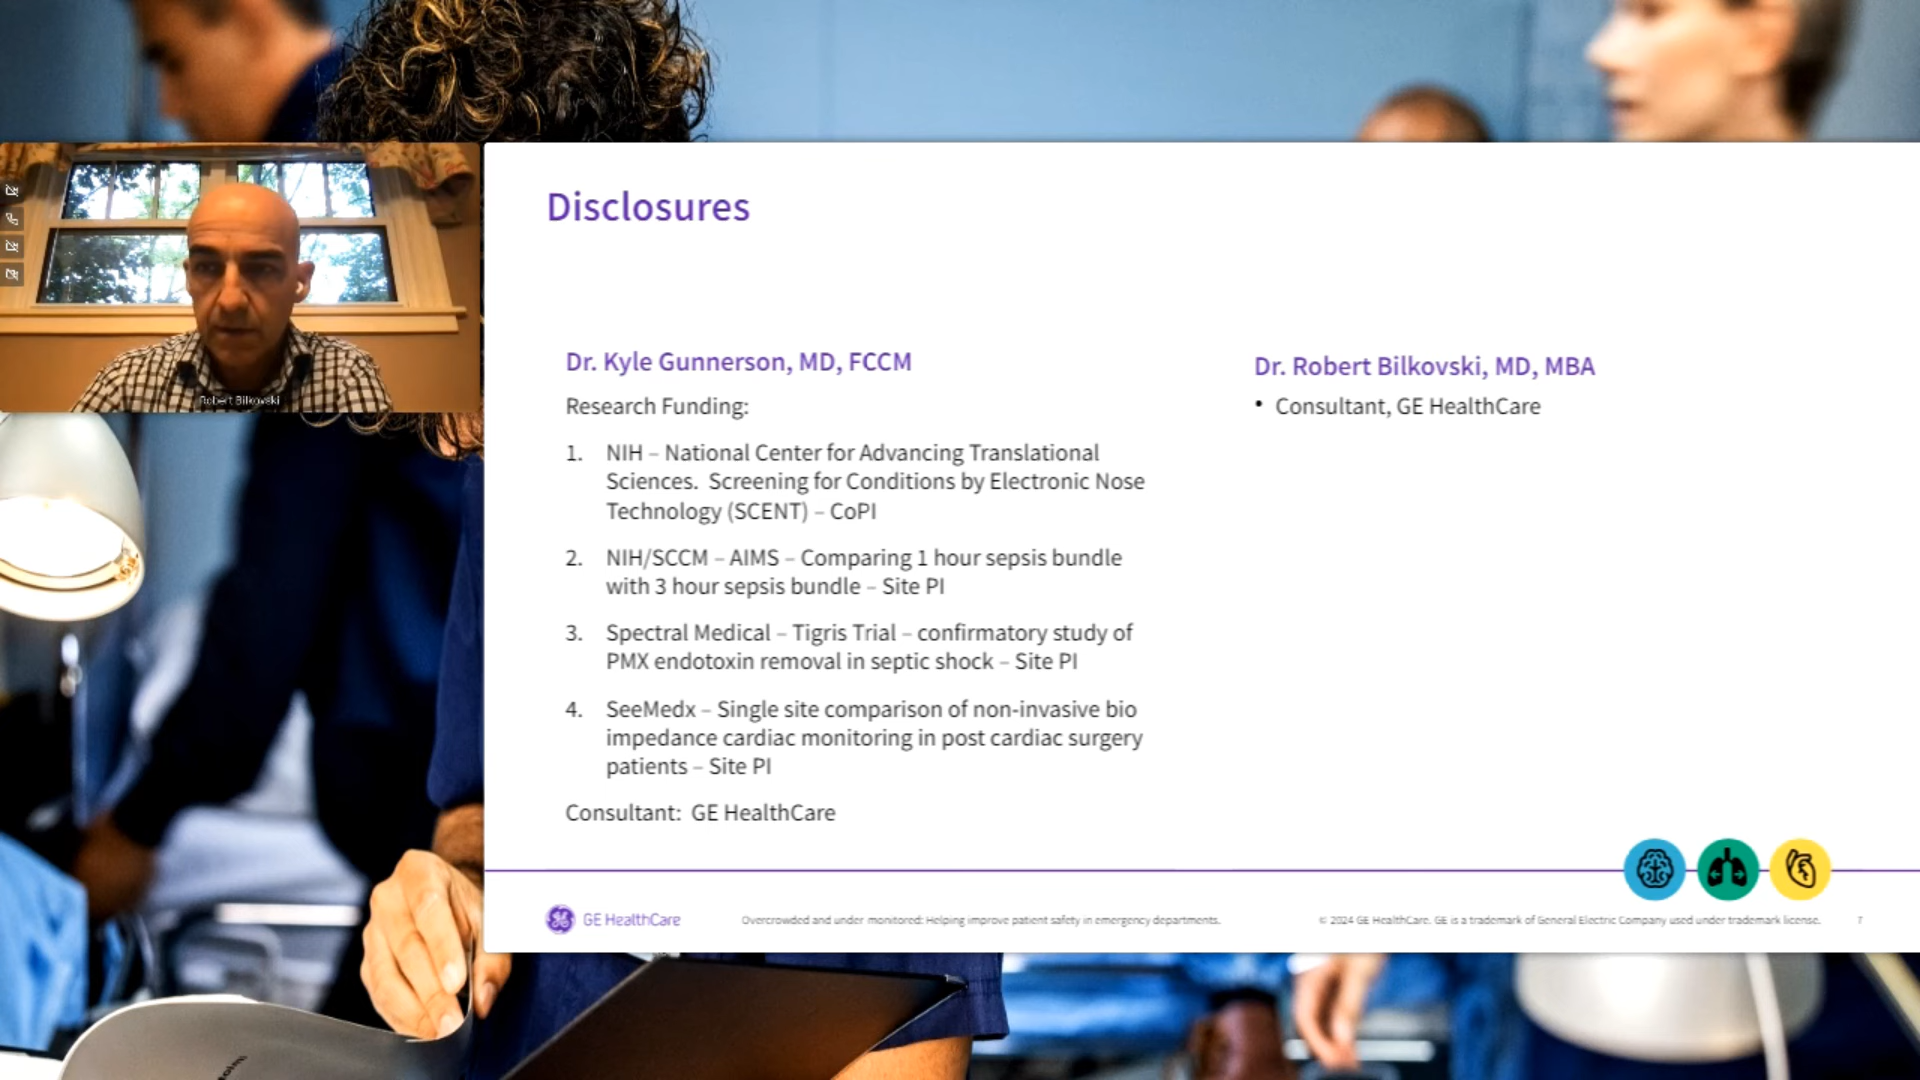 Disclosures
Robert Bilkovski
Dr. Kyle Gunnerson, MD, FCCM
Research Funding:
1. NIH – National Center for Advancing Translational
Sciences. Screening for Conditions by Electronic Nose
Technology (SCENT) – CoPI
2. NIH/SCCM – AIMS – Comparing 1 hour sepsis bundle
with 3 hour sepsis bundle – Site PI
3. Spectral Medical – Tigris Trial – confirmatory study of
PMX endotoxin removal in septic shock – Site PI
4. SeeMedx – Single site comparison of non-invasive bio
impedance cardiac monitoring in post cardiac surgery
patients – Site PI
Consultant: GE HealthCare
Dr. Robert Bilkovski, MD, MBA
• Consultant, GE HealthCare
GE HealthCare
Overcrowded and under monitored: Helping improve patient safety in emergency departments.
© 2024 GE HealthCare. GE is a trademark of General Electric Company used under trademark license.
7